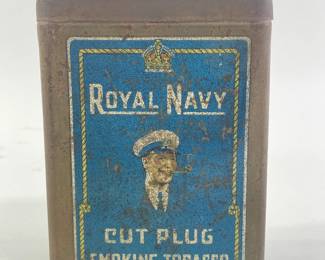 ROYAL NAVY
CUT PLUG
SMOKING TOBACCO